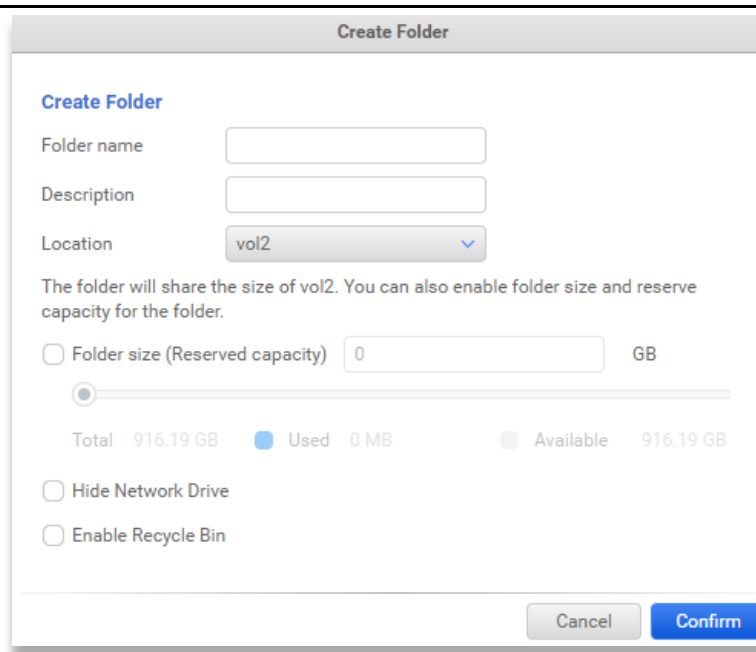 Create Folder
Create Folder
Folder name
Description
Location vol2
The folder will share the size of vol2. You can also enable folder size and reserve
capacity for the folder.
Folder size (Reserved capacity) 0 GB
Total 916.19 GB Used 0 MB Available 916.19 GB
Hide Network Drive
Enable Recycle Bin
Cancel Confirm